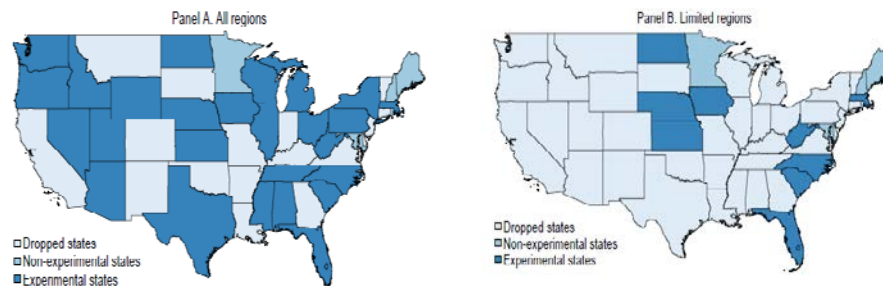 Panel A. All regions
Dropped states
Non-experimental states
Expenmental states
Panel B. Limited regions
Dropped states
Non-experimental states
Experimental states